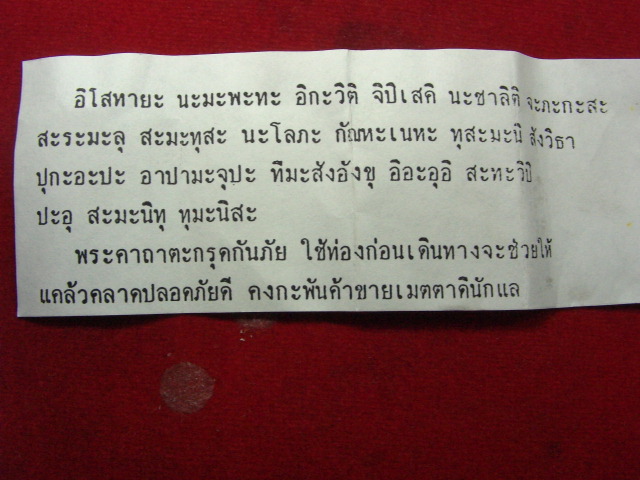 อิโสหายะ นะมะพะทะ อิกะวิติ จิปิเสคิ นะชาลิติ จะภะกะสะ
สะระมะลุ สะมะทุสะ นะโลภะ กัณหะเนหะ ทุสะมะนิ สังวิธา
ปุกะอะปะ อาปามะจุปะ ทีมะสังอังขุ อิอะอุอิ สะทะวิปิ
ปะอุ สะมะนิทุ ทุมะนิสะ
พระคาถาตะกรุดกันภัย ใช้ท่องก่อนเดินทางจะช่วยให้
แคล้วคลาดปลอดภัยดี คงกะพันค้าขายเมตตาดีนักแล